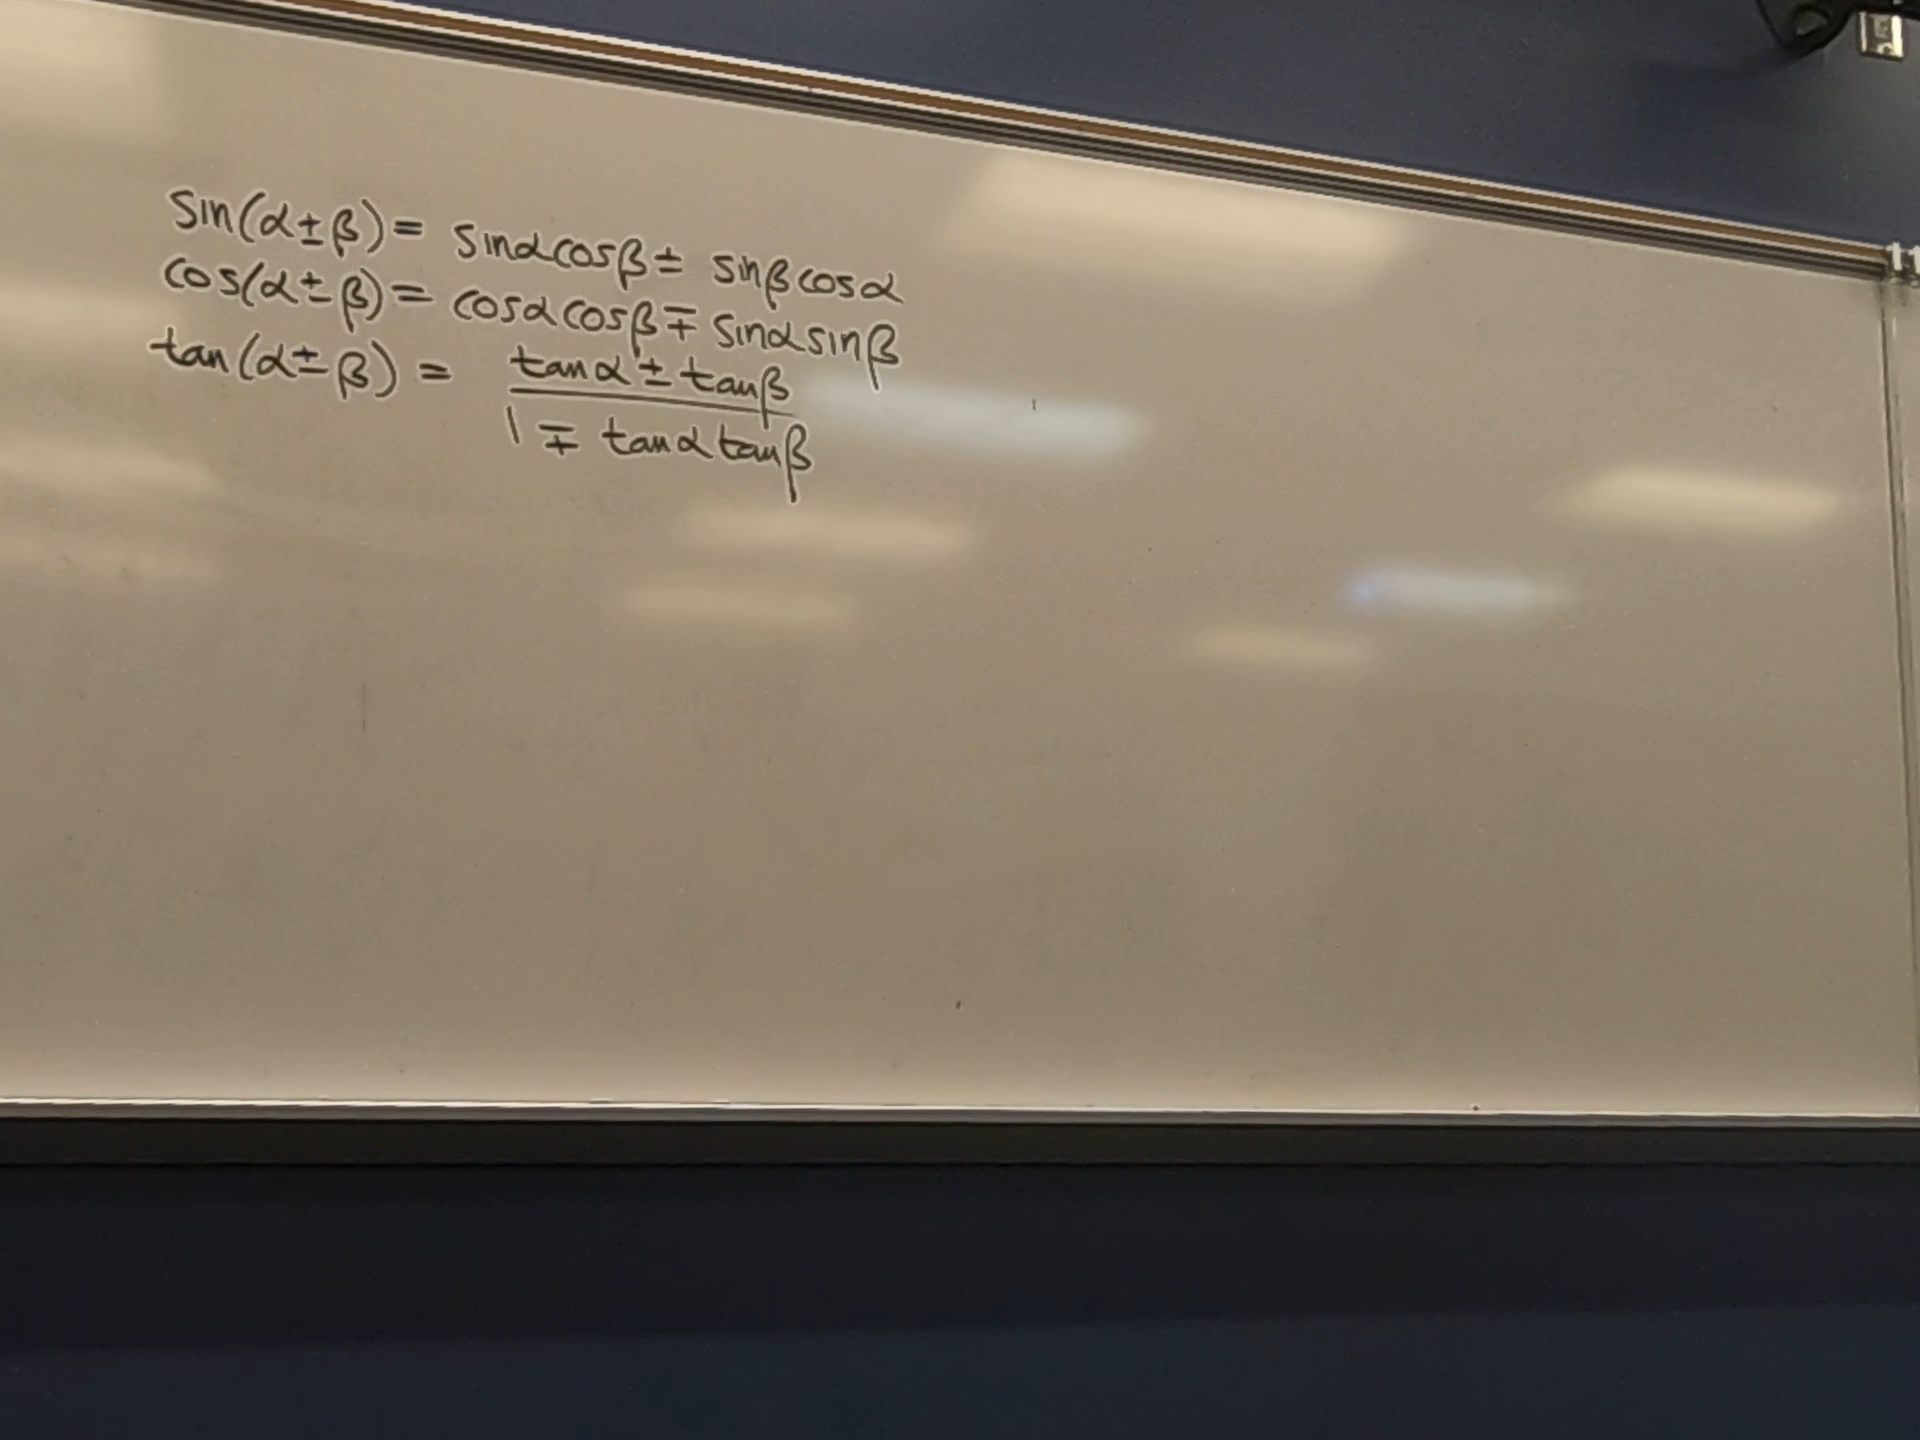 sin(α±β) = sinαcosβ ± sinβcosα
cos(α±β) = cosαcosβ ∓ sinαsinβ
tan(α±β) = tanα ± tanβ
1 ∓ tanαtanβ